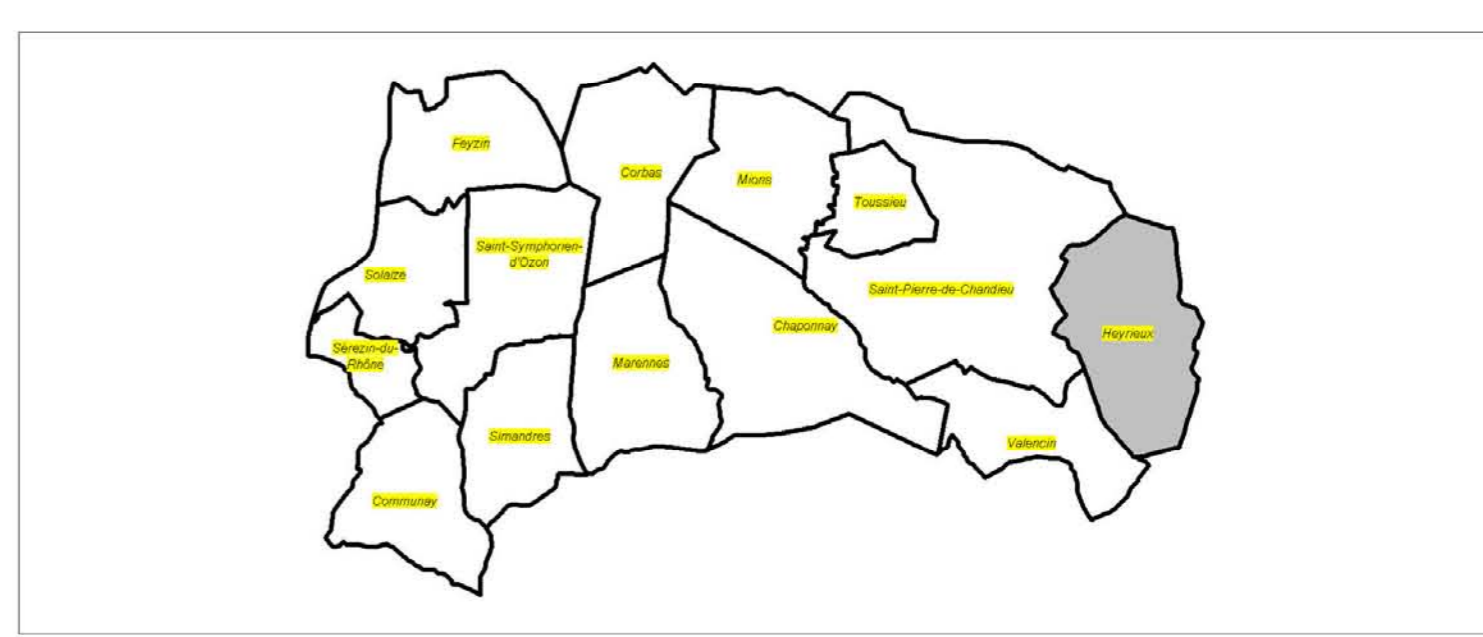 Feyzin
Corbas
Mions
Toussieu
Saint-Symphorien-
d'Ozon
Solaize
Saint-Pierre-de-Chandieu
Chaponnay
Heyrieux
Sérezin-du-
Rhône
Marennes
Simandres
Valencin
Communay